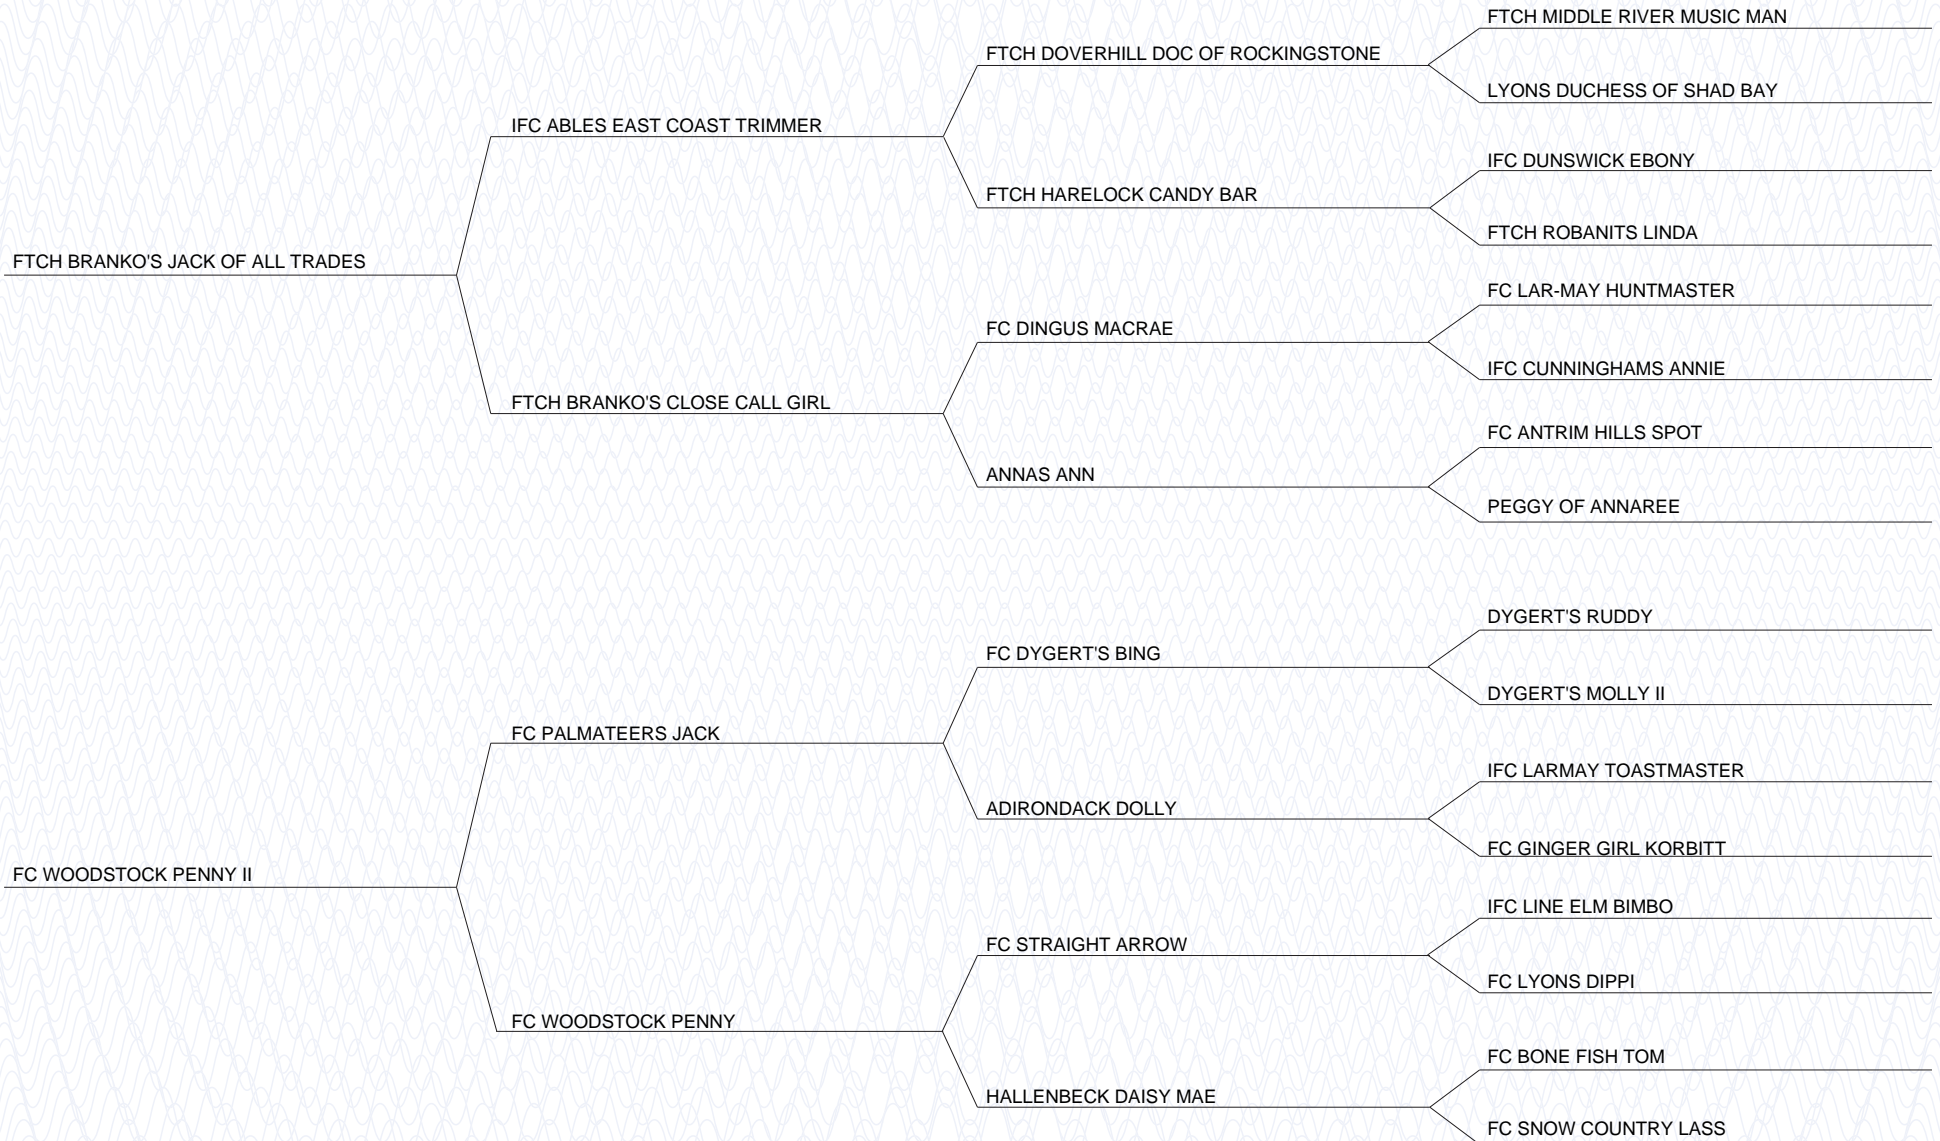 FTCH MIDDLE RIVER MUSIC MAN
FTCH DOVERHILL DOC OF ROCKINGSTONE
LYONS DUCHESS OF SHAD BAY
IFC ABLES EAST COAST TRIMMER
IFC DUNSWICK EBONY
FTCH HARELOCK CANDY BAR
FTCH ROBANITS LINDA
FTCH BRANKO'S JACK OF ALL TRADES
FC LAR-MAY HUNTMASTER
FC DINGUS MACRAE
IFC CUNNINGHAMS ANNIE
FTCH BRANKO'S CLOSE CALL GIRL
FC ANTRIM HILLS SPOT
ANNAS ANN
PEGGY OF ANNAREE
DYGERT'S RUDDY
FC DYGERT'S BING
DYGERT'S MOLLY II
FC PALMATEERS JACK
IFC LARMAY TOASTMASTER
ADIRONDACK DOLLY
FC GINGER GIRL KORBITT
FC WOODSTOCK PENNY II
IFC LINE ELM BIMBO
FC STRAIGHT ARROW
FC LYONS DIPPI
FC WOODSTOCK PENNY
FC BONE FISH TOM
HALLENBECK DAISY MAE
FC SNOW COUNTRY LASS